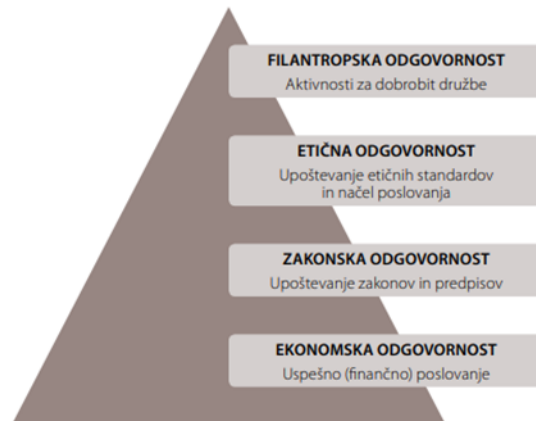 FILANTROPSKA ODGOVORNOST
Aktivnosti za dobrobit družbe
ETIČNA ODGOVORNOST
Upoštevanje etičnih standardov
in načel poslovanja
ZAKONSKA ODGOVORNOST
Upoštevanje zakonov in predpisov
EKONOMSKA ODGOVORNOST
Uspešno (finančno) poslovanje